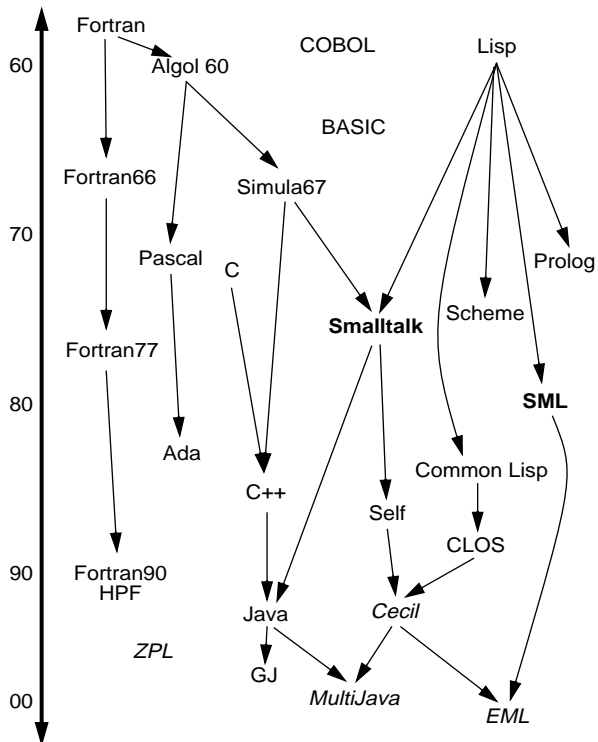 Fortran
COBOL
Lisp
60
Algol 60
BASIC
Fortran66
Simula67
70
Pascal
C
Prolog
Scheme
Smalltalk
Fortran77
80
SML
Ada
Common Lisp
C++
Self
CLOS
90
Fortran90
HPF
Java
Cecil
ZPL
GJ
MultiJava
00
EML